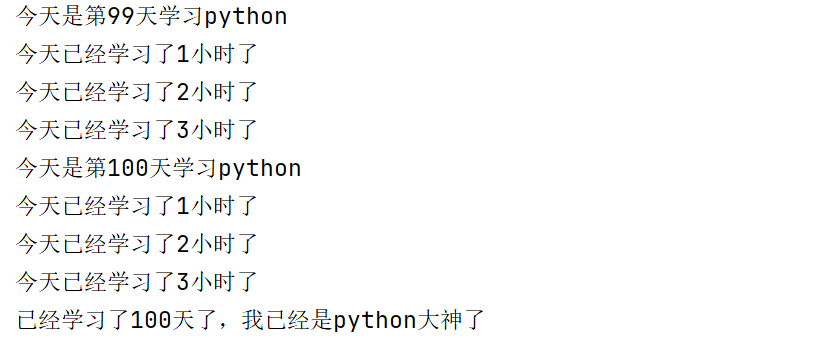 今天是第99天学习python
今天已经学习了1小时了
今天已经学习了2小时了
今天已经学习了3小时了
今天是第100天学习python
今天已经学习了1小时了
今天已经学习了2小时了
今天已经学习了3小时了
已经学习了100天了，我已经是python大神了